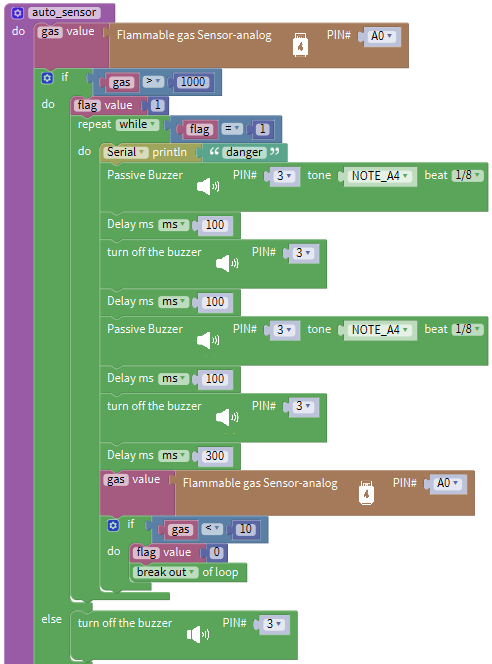 auto_sensor
do gas value Flammable gas Sensor-analog 4 PIN# A0
if gas > 1000
do flag value 1
repeat while flag = 1
do Serial println “ danger ”
Passive Buzzer PIN# 3 tone NOTE_A4 beat 1/8
Delay ms ms 100
turn off the buzzer PIN# 3
Delay ms ms 100
Passive Buzzer PIN# 3 tone NOTE_A4 beat 1/8
Delay ms ms 100
turn off the buzzer PIN# 3
Delay ms ms 300
gas value Flammable gas Sensor-analog 4 PIN# A0
if gas < 10
do flag value 0
break out of loop
else turn off the buzzer PIN# 3